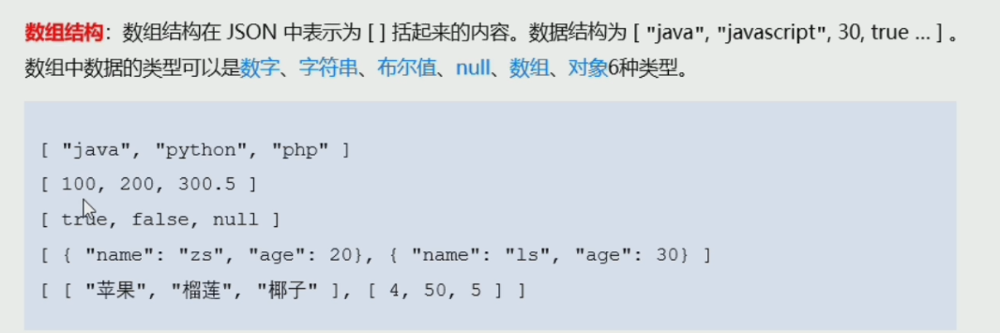 数组结构：数组结构在 JSON 中表示为 [ ] 括起来的内容。数据结构为 [ "java", "javascript", 30, true … ] 。
数组中数据的类型可以是数字、字符串、布尔值、null、数组、对象6种类型。
[ "java", "python", "php" ]
[ 100, 200, 300.5 ]
[ true, false, null ]
[ { "name": "zs", "age": 20}, { "name": "ls", "age": 30} ]
[ [ "苹果", "榴莲", "椰子" ], [ 4, 50, 5 ] ]